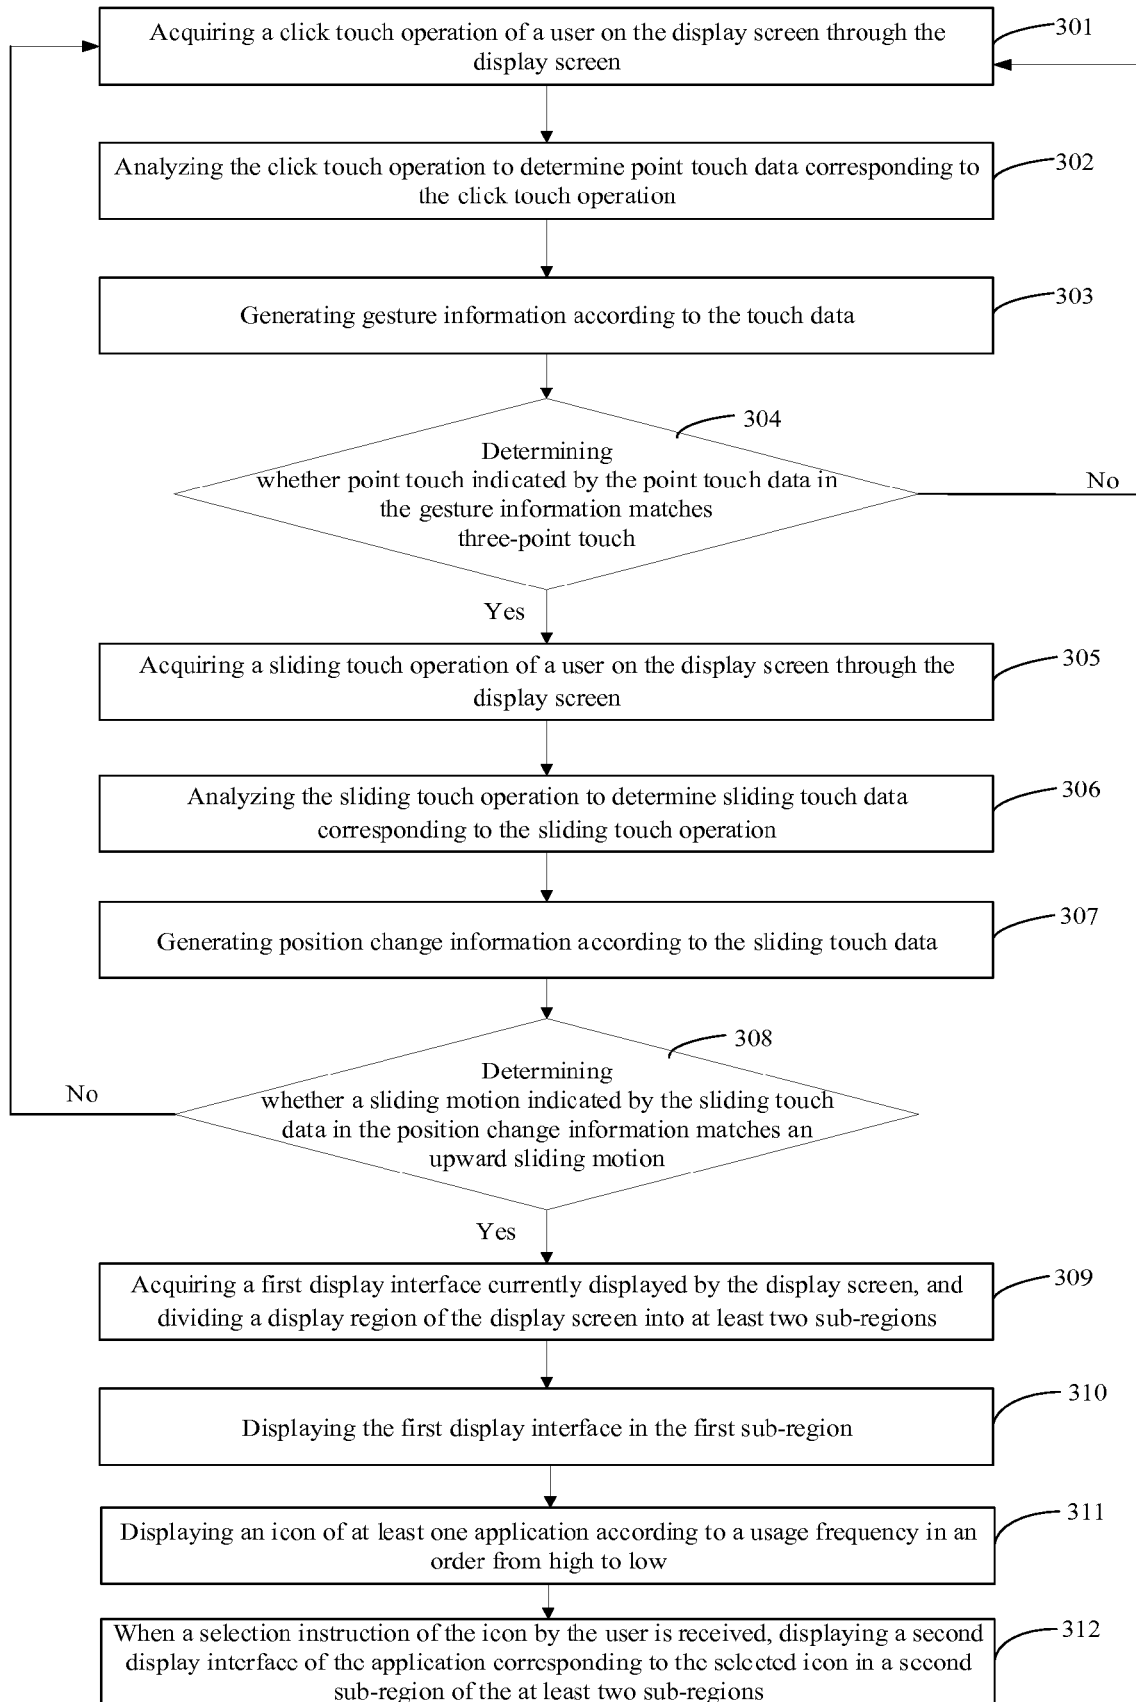 Acquiring a click touch operation of a user on the display screen through the
display screen
301
Analyzing the click touch operation to determine point touch data corresponding to
the click touch operation
302
Generating gesture information according to the touch data
303
304
Determining
whether point touch indicated by the point touch data in
the gesture information matches
three-point touch
No
Yes
Acquiring a sliding touch operation of a user on the display screen through the
display screen
305
Analyzing the sliding touch operation to determine sliding touch data
corresponding to the sliding touch operation
306
Generating position change information according to the sliding touch data
307
308
Determining
whether a sliding motion indicated by the sliding touch
data in the position change information matches an
upward sliding motion
No
Yes
Acquiring a first display interface currently displayed by the display screen, and
dividing a display region of the display screen into at least two sub-regions
309
Displaying the first display interface in the first sub-region
310
Displaying an icon of at least one application according to a usage frequency in an
order from high to low
311
When a selection instruction of the icon by the user is received, displaying a second
display interface of the application corresponding to the selected icon in a second
sub-region of the at least two sub-regions
312